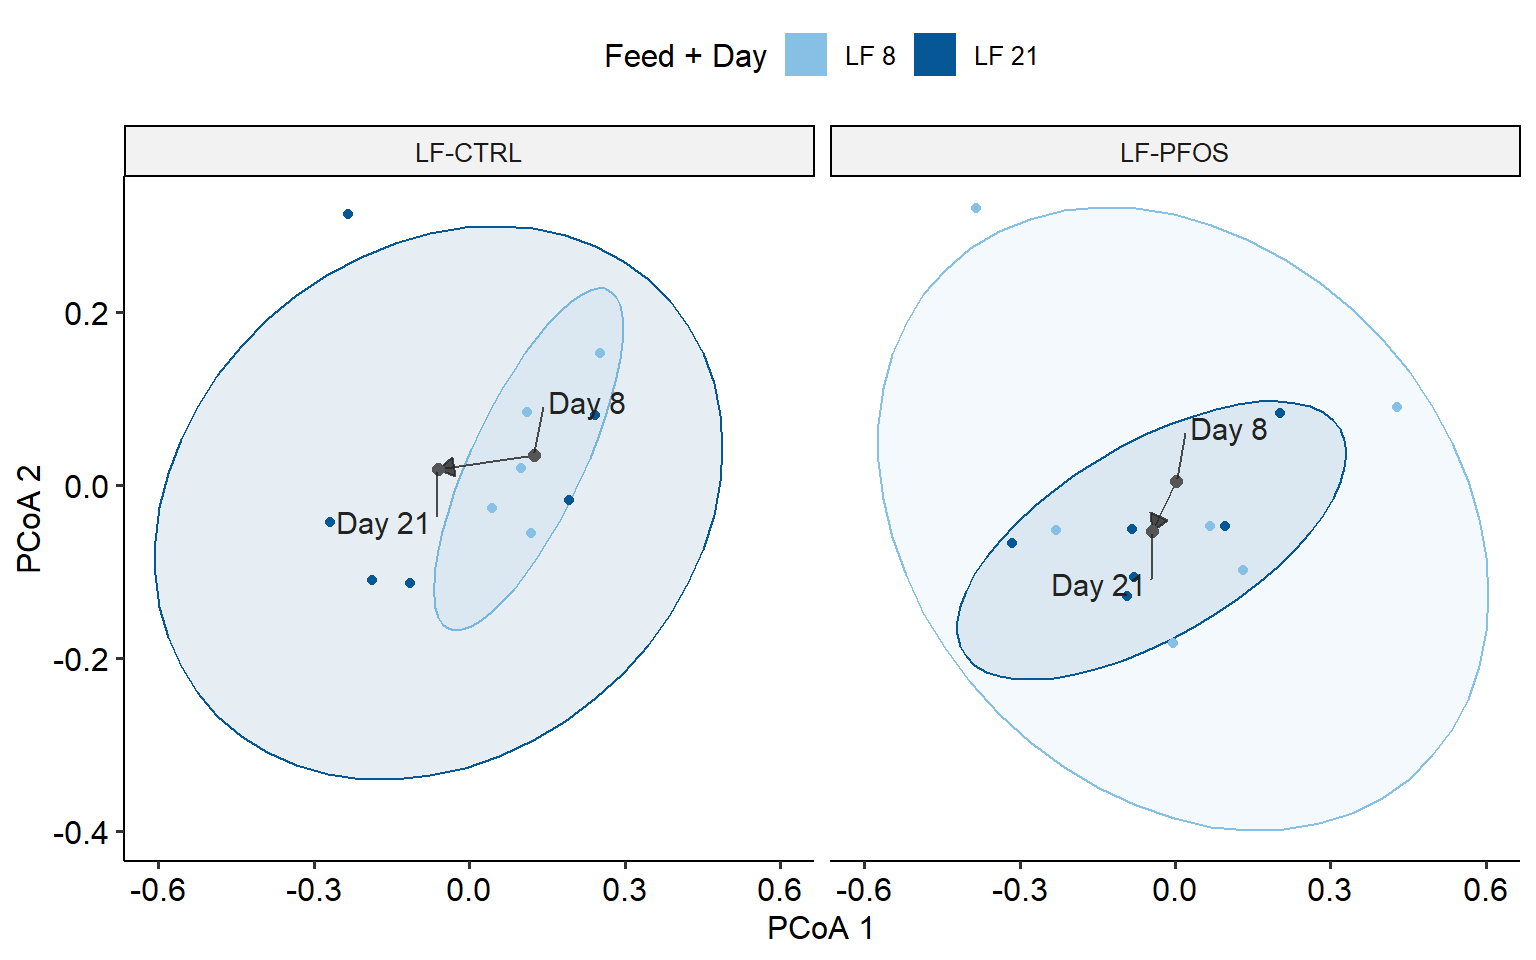 Feed + Day LF 8 LF 21
LF-CTRL LF-PFOS
PCoA 2
0.2
0.0
-0.2
-0.4
Day 8
Day 21
Day 8
Day 21
-0.6 -0.3 0.0 0.3 0.6 -0.6 -0.3 0.0 0.3 0.6
PCoA 1